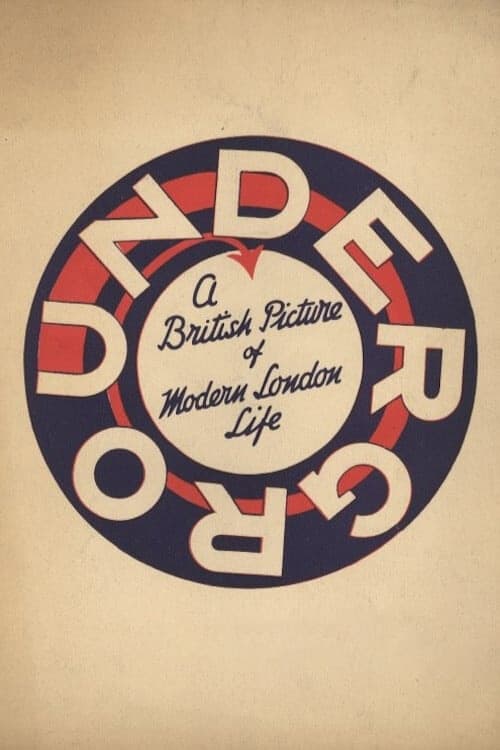 UNDERGROUND
A
British Picture
of
Modern London
Life